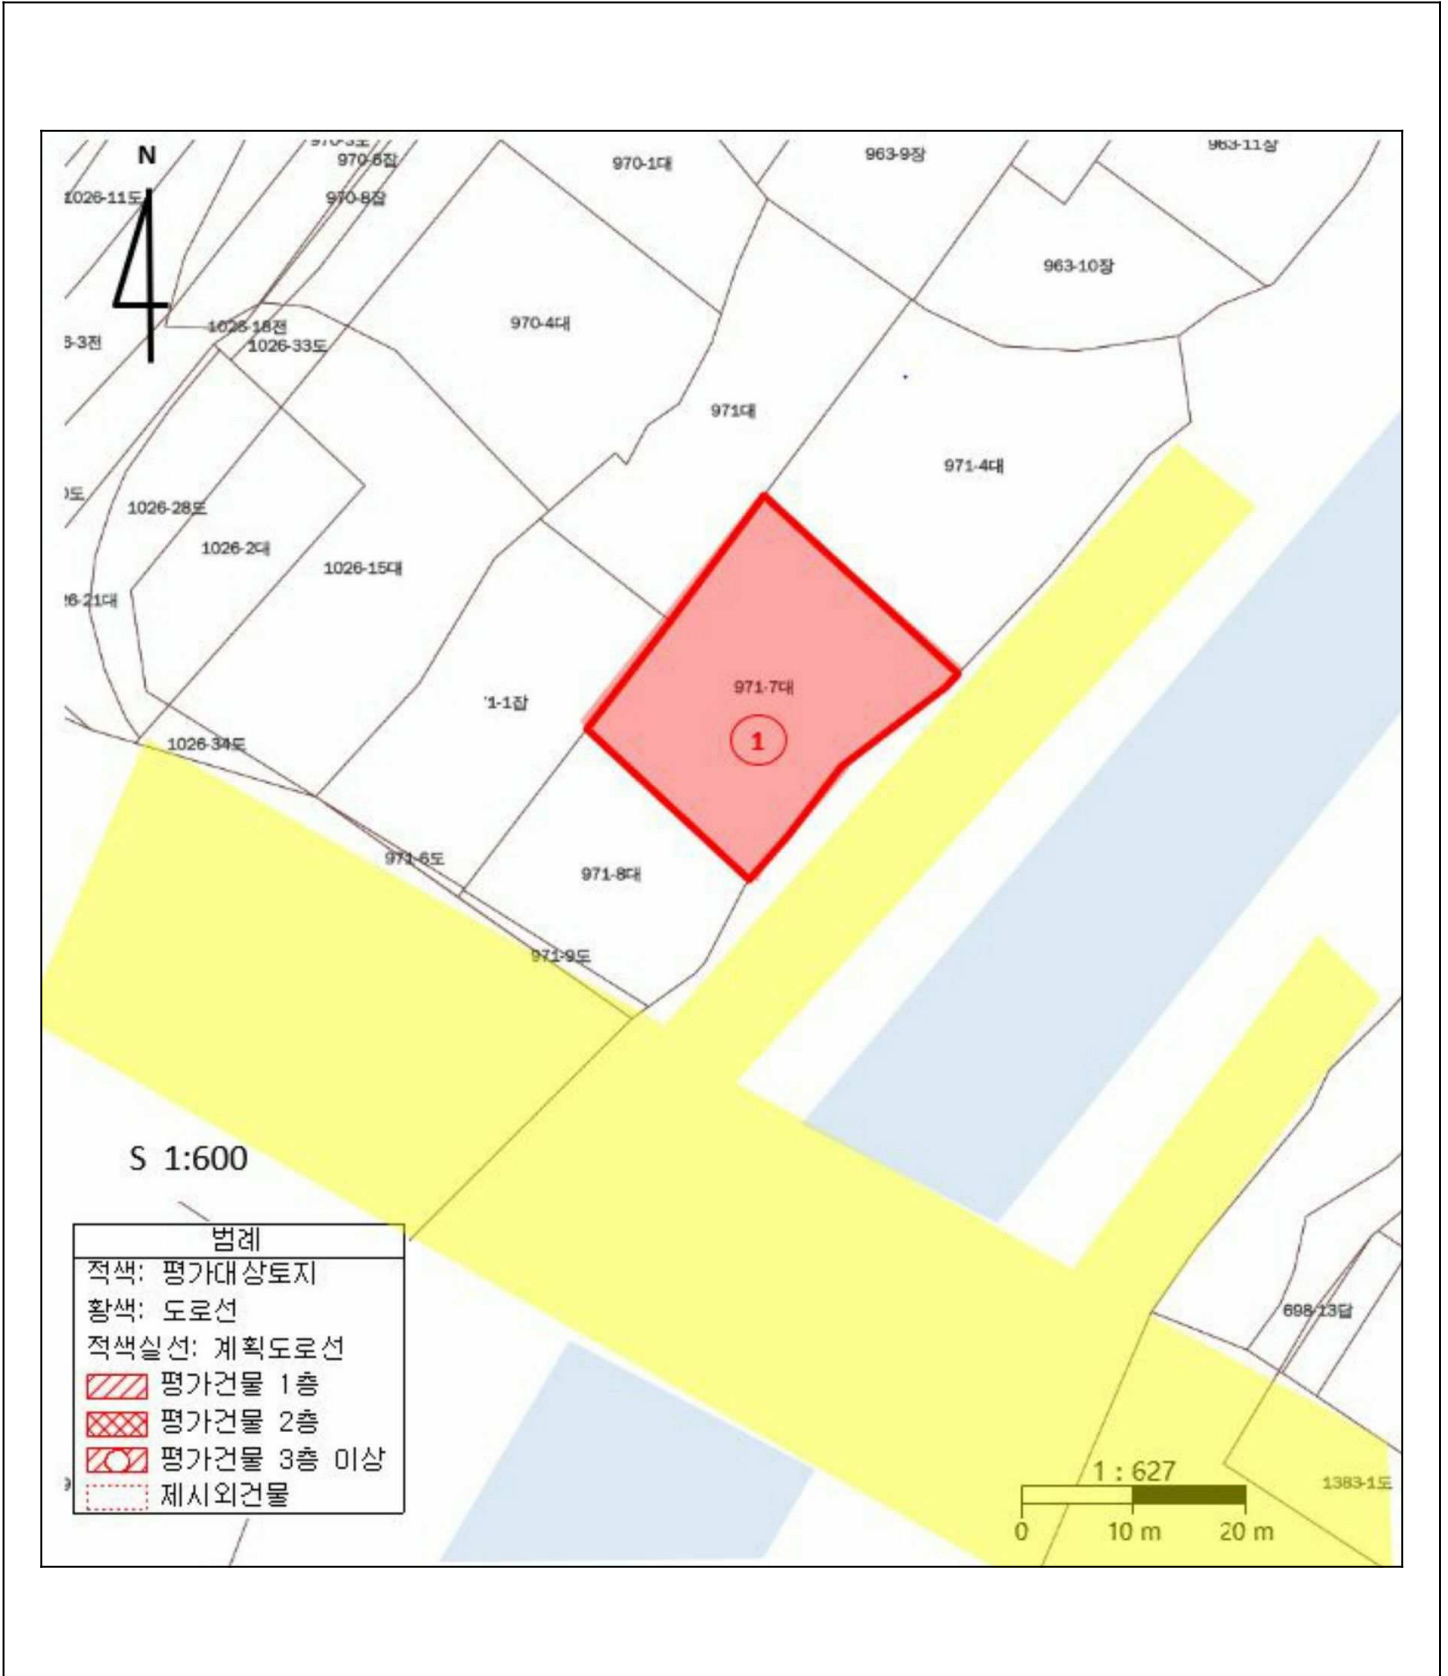 N
970-6잡
970-1대
963-9장
963-11장
1026-11도
970-8잡
963-10장
970-4대
1026-33도
971대
971-4대
1026-28도
1026-2대
1026-15대
971-7대
1
1026-34도
971-6도
971-8대
971-9도
S 1:600
범례
적색: 평가대상토지
황색: 도로선
적색실선: 계획도로선
평가건물 1층
평가건물 2층
평가건물 3층 이상
제시외건물
698-13답
1 : 627
1383-1도
0 10 m 20 m